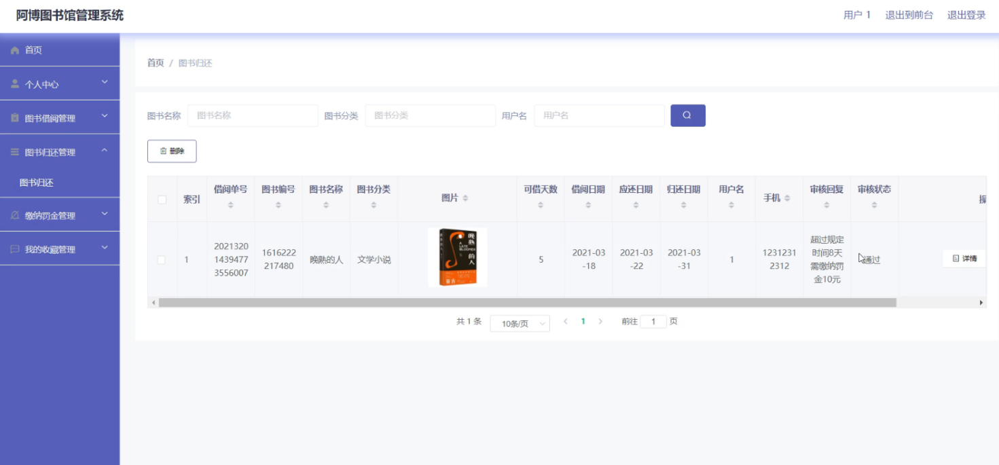 阿博图书馆管理系统
用户 1 退出到前台 退出登录
首页
个人中心
图书借阅管理
图书归还管理
图书归还
缴纳罚金管理
我的收藏管理
首页 / 图书归还
图书名称 图书名称 图书分类 图书分类 用户名 用户名
删除
索引 借阅单号 图书编号 图书名称 图书分类 图片 可借天数 借阅日期 应还日期 归还日期 用户名 手机 审核回复 审核状态
1
2021320
1439477
3556007
1616222
217480
晚熟的人
文学小说
晚熟的人
A LATE BLOOMER
莫言
5
2021-03
-18
2021-03
-22
2021-03
-31
1
1231231
2312
超过规定
时间8天
需缴纳罚
金10元
通过
详情
共 1 条 10条/页 1 前往 1 页